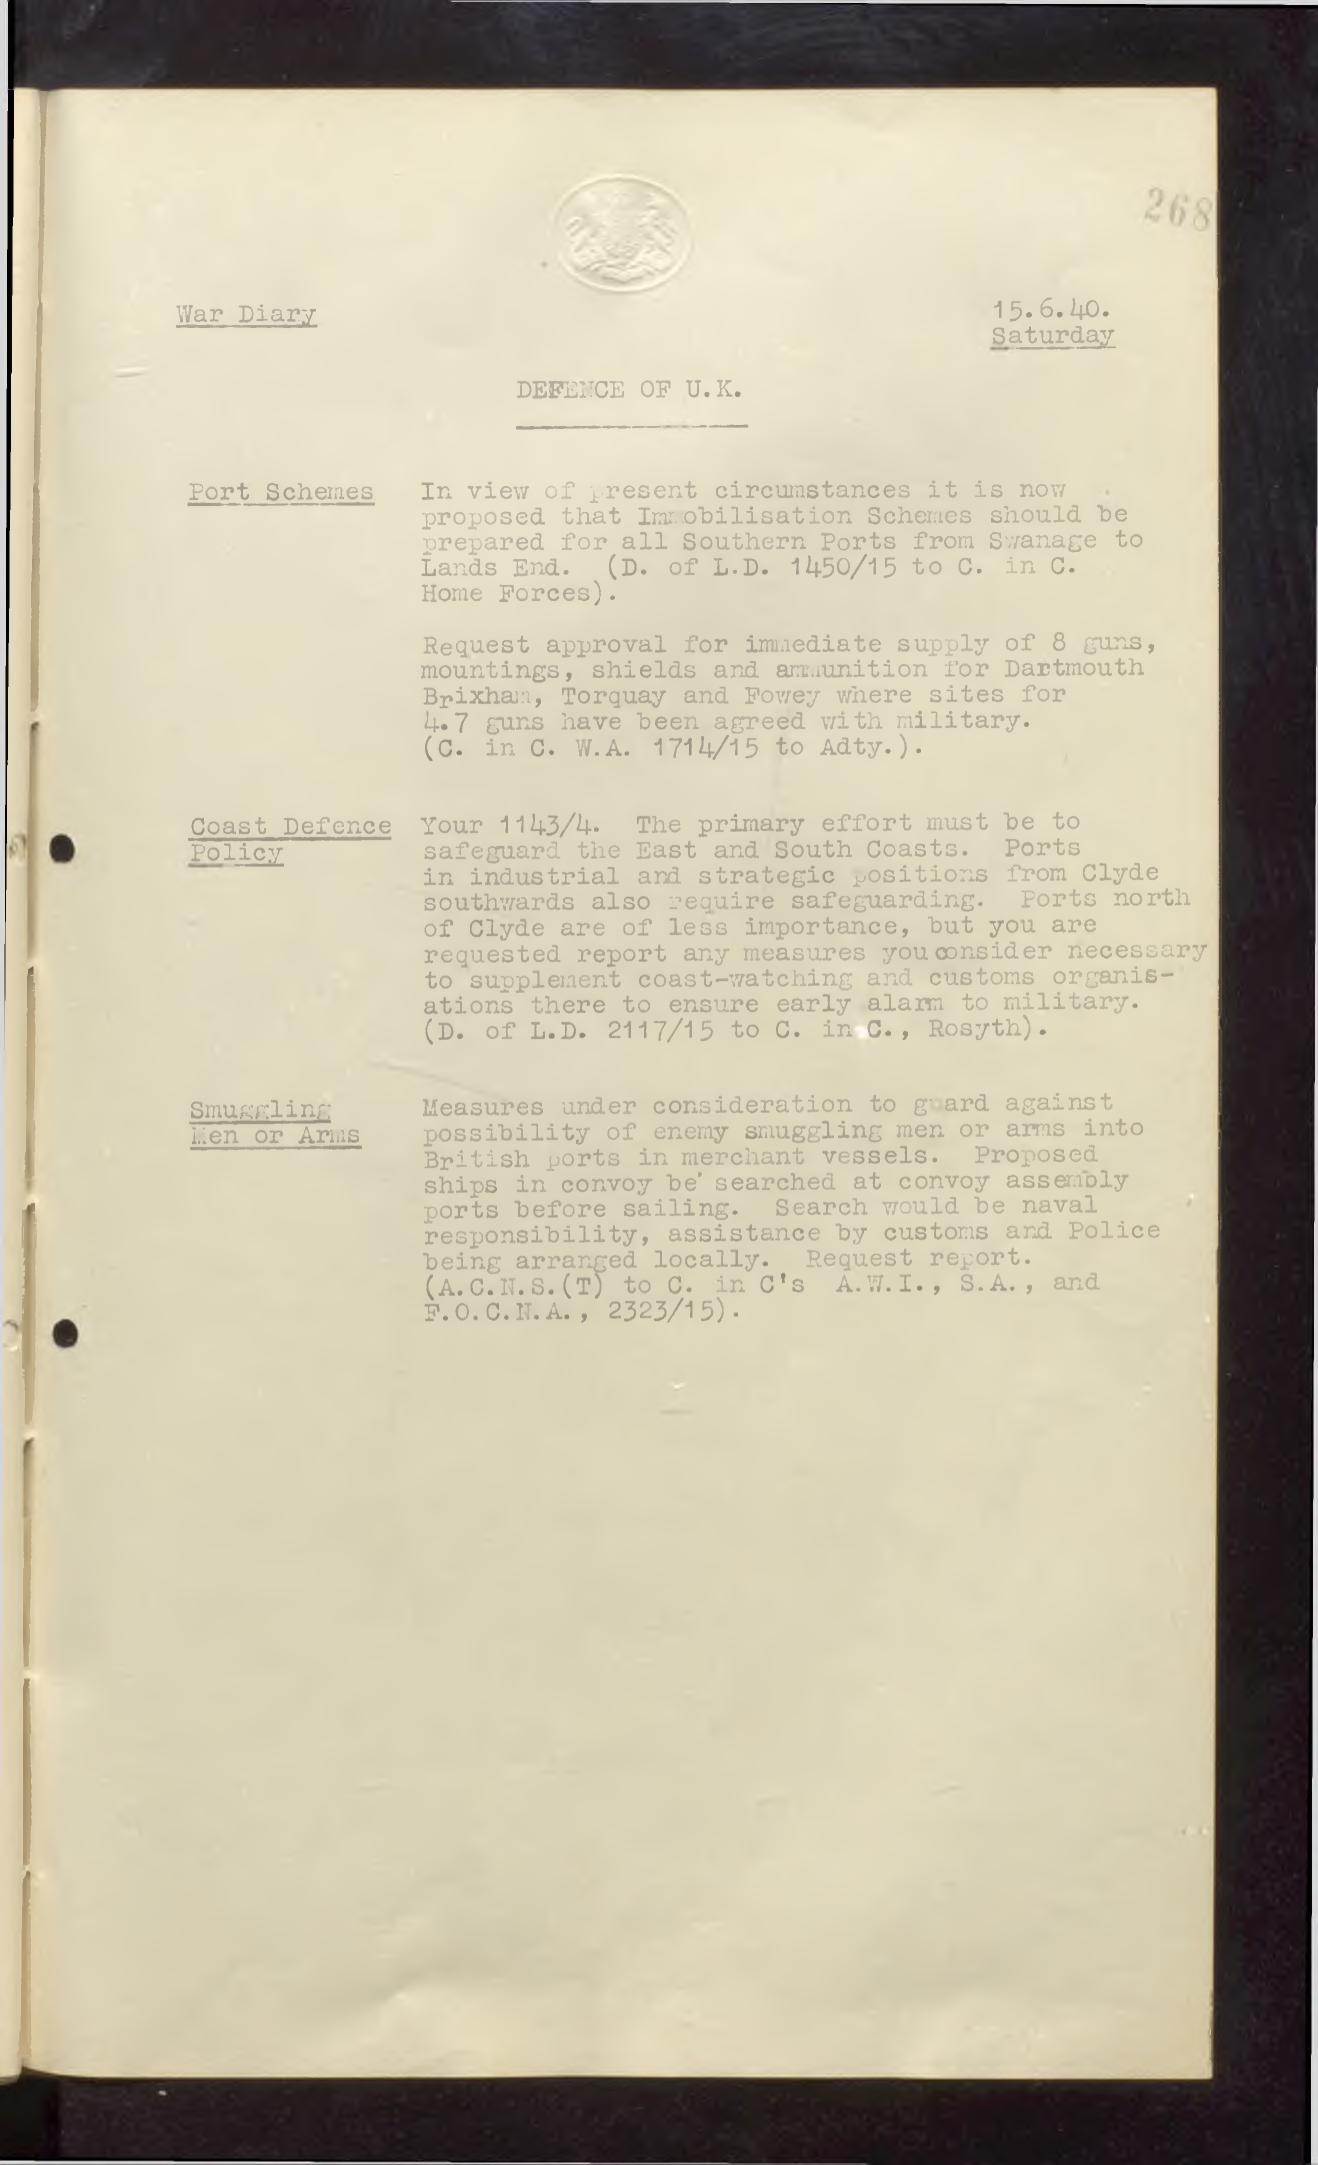 268
War Diary 15.6.40.
Saturday
DEFENCE OF U.K.
Port Schemes In view of present circumstances it is now
proposed that Immobilisation Schemes should be
prepared for all Southern Ports from Swanage to
Lands End. (D. of L.D. 1450/15 to C. in C.
Home Forces).
Request approval for immediate supply of 8 guns,
mountings, shields and ammunition for Dartmouth
Brixham, Torquay and Fowey where sites for
4.7 guns have been agreed with military.
(C. in C. W.A. 1714/15 to Adty.).
Coast Defence Your 1143/4. The primary effort must be to
Policy safeguard the East and South Coasts. Ports
in industrial and strategic positions from Clyde
southwards also require safeguarding. Ports north
of Clyde are of less importance, but you are
requested report any measures you consider necessary
to supplement coast-watching and customs organis-
ations there to ensure early alarm to military.
(D. of L.D. 2117/15 to C. in C., Rosyth).
Smuggling Measures under consideration to guard against
Men or Arms possibility of enemy smuggling men or arms into
British ports in merchant vessels. Proposed
ships in convoy be searched at convoy assembly
ports before sailing. Search would be naval
responsibility, assistance by customs and Police
being arranged locally. Request report.
(A.C.N.S.(T) to C. in C's A.W.I., S.A., and
F.O.C.N.A., 2323/15).